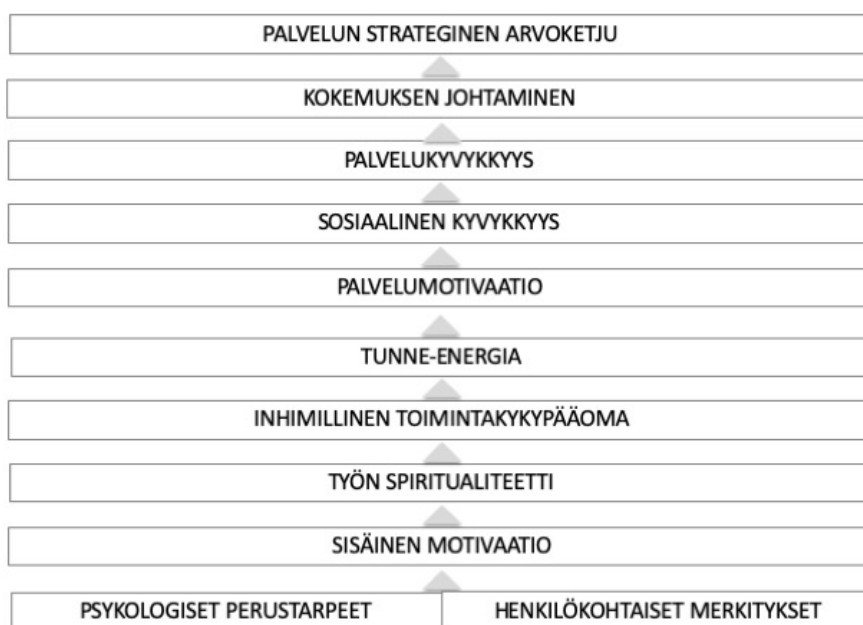 PALVELUN STRATEGINEN ARVOKETJU
KOKEMUKSEN JOHTAMINEN
PALVELUKYVYKKYYS
SOSIAALINEN KYVYKKYYS
PALVELUMOTIVAATIO
TUNNE-ENERGIA
INHIMILLINEN TOIMINTAKYKYPÄÄOMA
TYÖN SPIRITUALITEETTI
SISÄINEN MOTIVAATIO
PSYKOLOGISET PERUSTARPEET
HENKILÖKOHTAISET MERKITYKSET